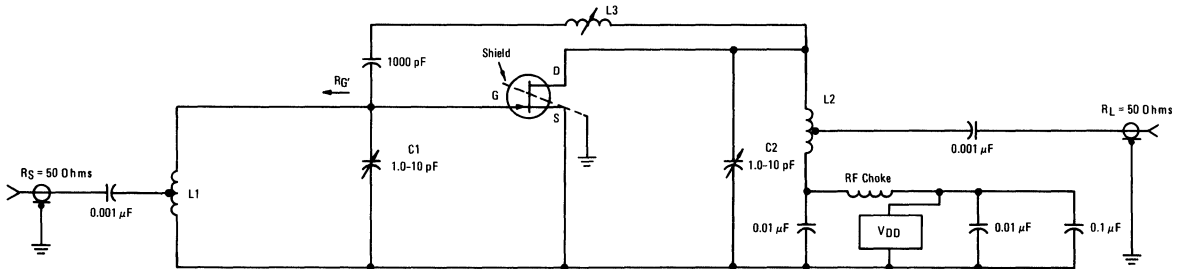 L3
Shield
1000 pF
D
RG'
G
S
L2
RL = 50 Ohms
C1
1.0-10 pF
C2
1.0-10 pF
0.001 μF
RS = 50 Ohms
L1
0.001 μF
RF Choke
0.01 μF
VDD
0.01 μF
0.1 μF